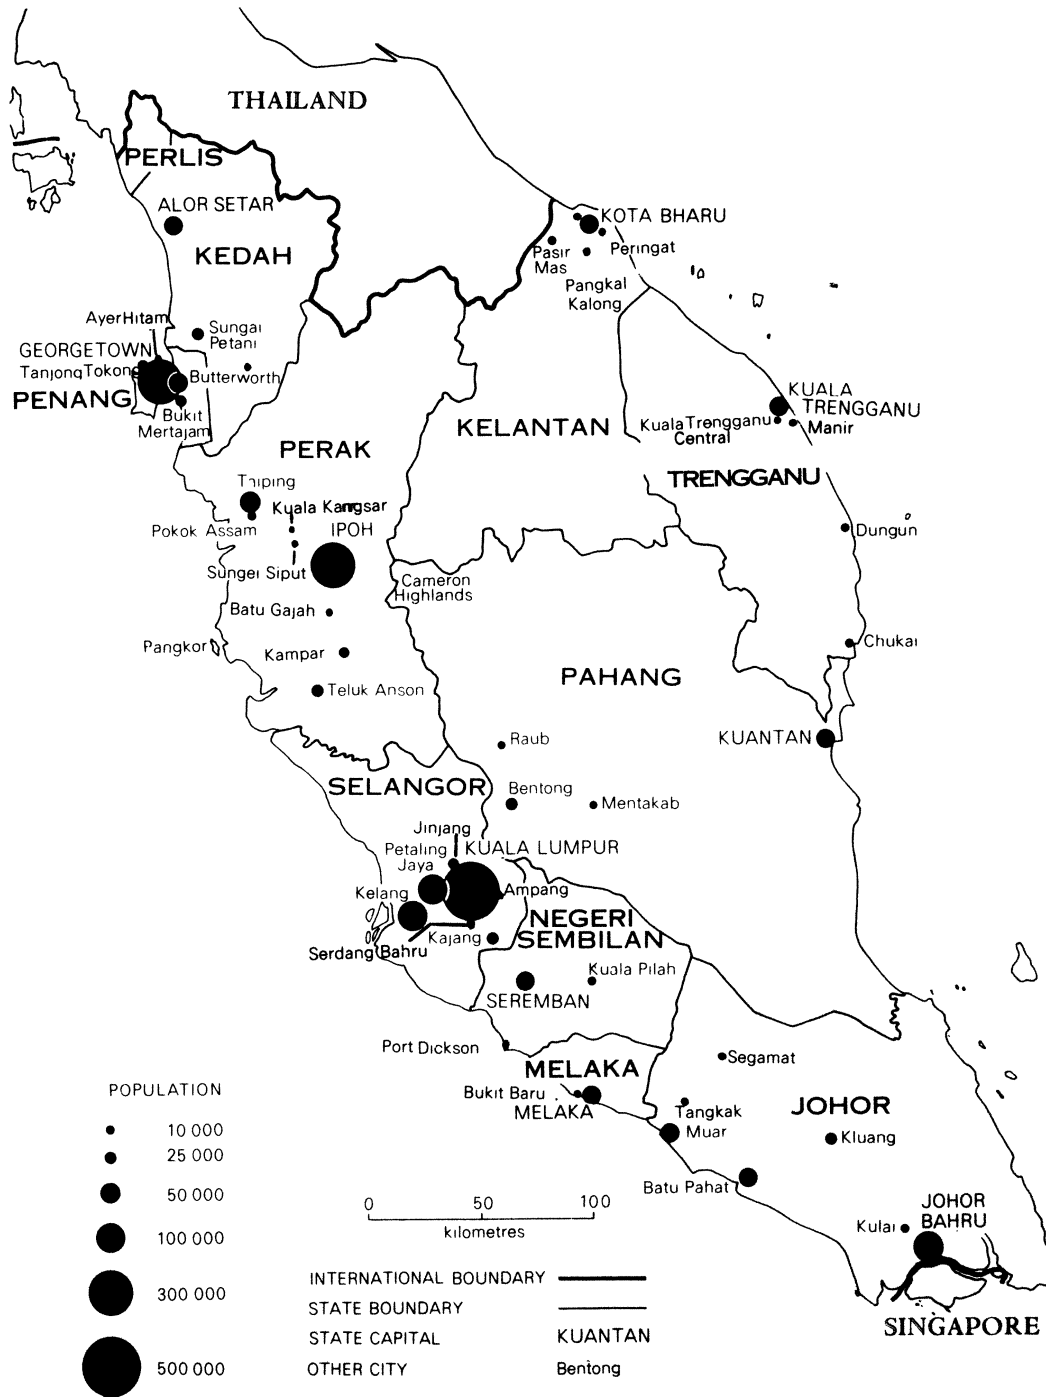 THAILAND
PERLIS
ALOR SETAR
KEDAH
KOTA BHARU
Peringat
Pasir
Mas
Pangkal
Kalong
Ayer Hitam
Sungai
Petani
GEORGETOWN
Tanjong Tokong
Butterworth
PENANG
Bukit
Mertajam
KUALA
TRENGGANU
Kuala Trengganu
Central
Manir
KELANTAN
PERAK
TRENGGANU
Taiping
Kuala Kangsar
Pokok Assam
IPOH
Dungun
Sungei Siput
Cameron
Highlands
Batu Gajah
Pangkor
Kampar
Chukai
Teluk Anson
PAHANG
Raub
KUANTAN
SELANGOR
Bentong
Mentakab
Jinjang
Petaling
Jaya
KUALA LUMPUR
Kelang
Ampang
NEGERI
SEMBILAN
Kajang
Serdang Bahru
Kuala Pilah
SEREMBAN
Port Dickson
Segamat
MELAKA
Bukit Baru
MELAKA
Tangkak
Muar
JOHOR
Kluang
Batu Pahat
JOHOR
BAHRU
Kulai
SINGAPORE
POPULATION
10 000
25 000
50 000
100 000
300 000
500 000
0 50 100
kilometres
INTERNATIONAL BOUNDARY
STATE BOUNDARY
STATE CAPITAL KUANTAN
OTHER CITY Bentong